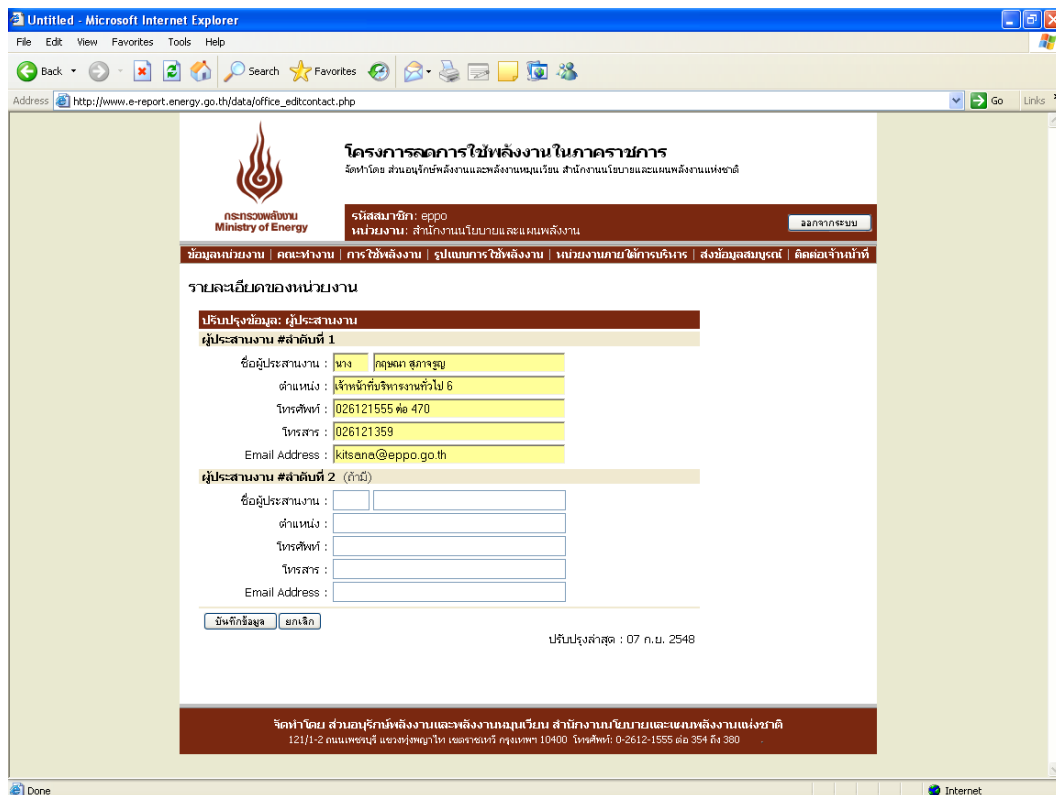 Untitled - Microsoft Internet Explorer
File Edit View Favorites Tools Help
Back Search Favorites
Address http://www.e-report.energy.go.th/data/office_editcontact.php Go Links
โครงการลดการใช้พลังงานในภาคราชการ
จัดทำโดย ส่วนอนุรักษ์พลังงานและพลังงานหมุนเวียน สำนักงานนโยบายและแผนพลังงานแห่งชาติ
กระทรวงพลังงาน
Ministry of Energy
รหัสสมาชิก: eppo
หน่วยงาน: สำนักงานนโยบายและแผนพลังงาน
ออกจากระบบ
ข้อมูลหน่วยงาน | คณะทำงาน | การใช้พลังงาน | รูปแบบการใช้พลังงาน | หน่วยงานภายใต้การบริหาร | ส่งข้อมูลสมบูรณ์ | ติดต่อเจ้าหน้าที่
รายละเอียดของหน่วยงาน
ปรับปรุงข้อมูล: ผู้ประสานงาน
ผู้ประสานงาน #ลำดับที่ 1
ชื่อผู้ประสานงาน : นาง กฤษณา สุภาจรูญ
ตำแหน่ง : เจ้าหน้าที่บริหารงานทั่วไป 6
โทรศัพท์ : 026121555 ต่อ 470
โทรสาร : 026121359
Email Address : kitsana@eppo.go.th
ผู้ประสานงาน #ลำดับที่ 2 (ถ้ามี)
ชื่อผู้ประสานงาน :
ตำแหน่ง :
โทรศัพท์ :
โทรสาร :
Email Address :
บันทึกข้อมูล ยกเลิก
ปรับปรุงล่าสุด : 07 ก.ย. 2548
จัดทำโดย ส่วนอนุรักษ์พลังงานและพลังงานหมุนเวียน สำนักงานนโยบายและแผนพลังงานแห่งชาติ
121/1-2 ถนนเพชรบุรี แขวงทุ่งพญาไท เขตราชเทวี กรุงเทพฯ 10400 โทรศัพท์: 0-2612-1555 ต่อ 354 ถึง 380
Done Internet